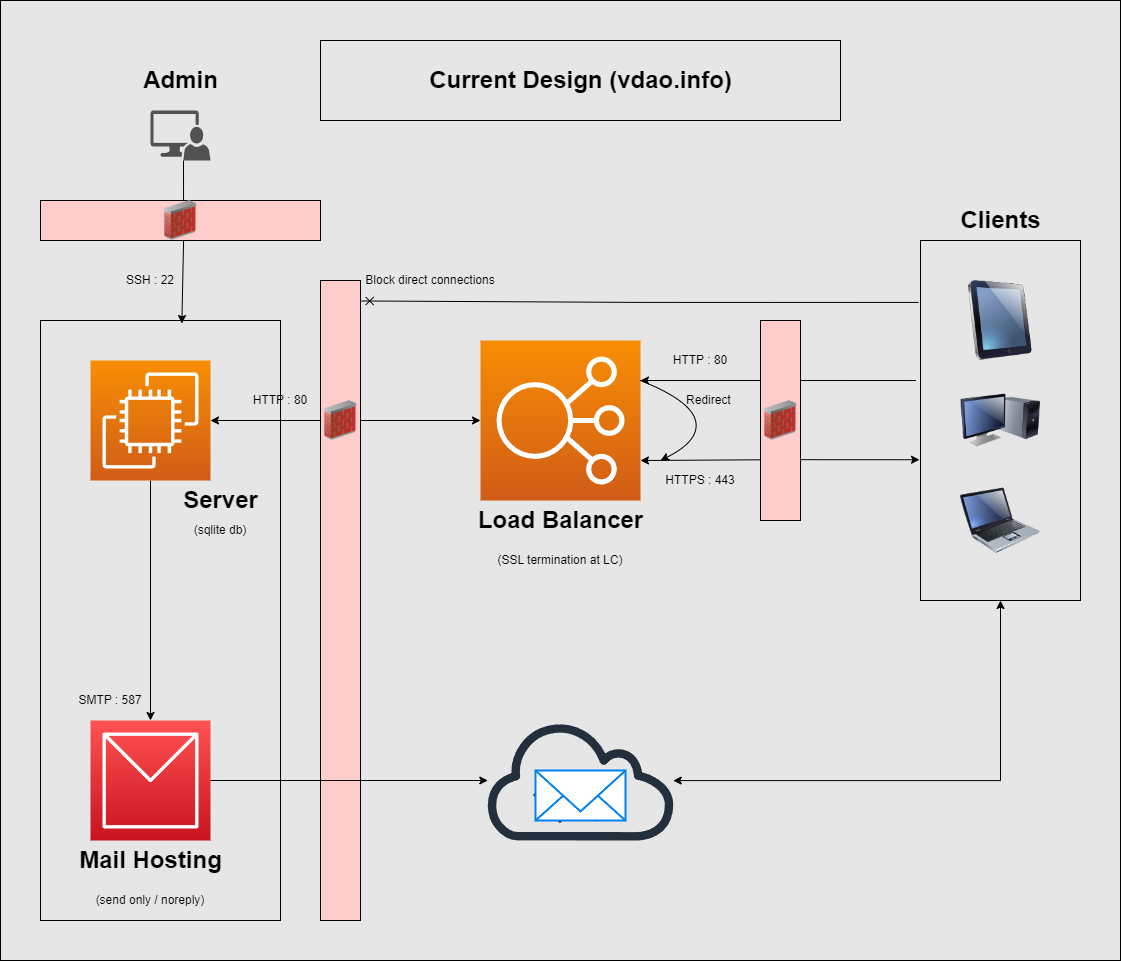 Current Design (vdao.info)
Admin
Clients
SSH : 22
Block direct connections
HTTP : 80
HTTP : 80
Redirect
HTTPS : 443
Server
(sqlite db)
Load Balancer
(SSL termination at LC)
SMTP : 587
Mail Hosting
(send only / noreply)